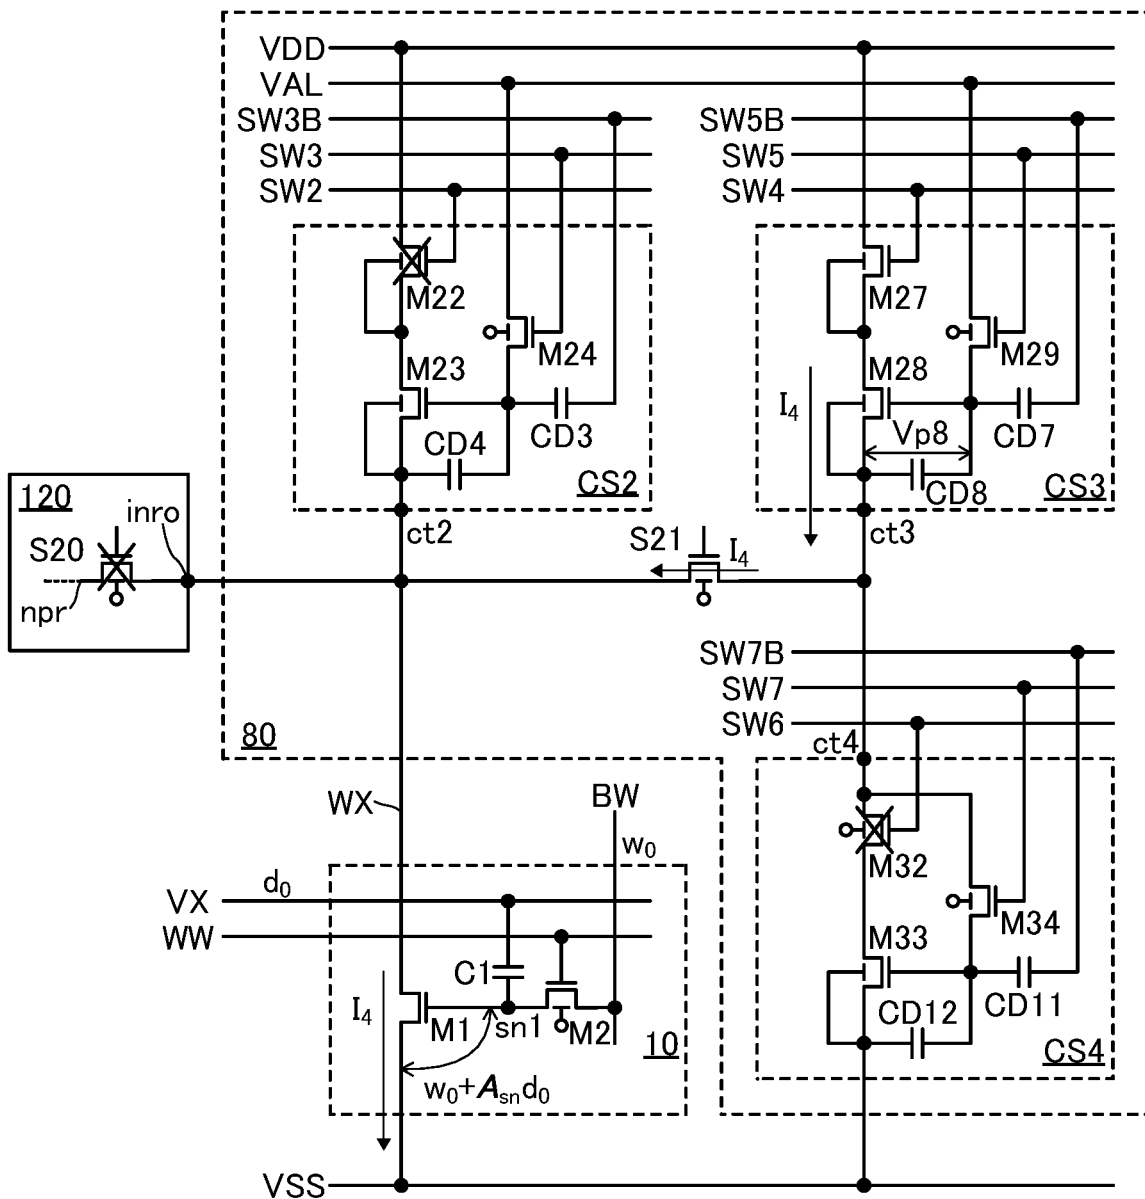 VDD
VAL
SW3B SW5B
SW3 SW5
SW2 SW4
M22 M27
M24 M29
M23 M28
I₄
Vp8
CD4 CD3 CD7
CS2 CD8 CS3
120
inro
ct2 S21 ct3
S20 I₄
npr
SW7B
SW7
80 SW6
ct4
WX BW
w₀
M32
d₀
VX
WW M34
M33
C1
I₄ M1 sn1 M2 CD12 CD11
10 CS4
w₀+Aₛₙd₀
VSS